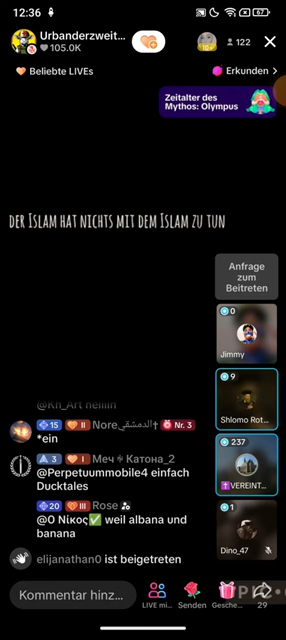 12:36
67
Urbanderzweit...
105.0K
122
Beliebte LIVEs
Erkunden >
Zeitalter des
Mythos: Olympus
der Islam hat nichts mit dem Islam zu tun
Anfrage
zum
Beitreten
0
Jimmy
9
Shlomo Rot...
237
VEREINT...
1
Dino_47
@Kh_Art heiiiin
15 II Noreالدمشقي✝ Nr. 3
*ein
3 I Меч ☦ Катона_2
@Perpetuummobile4 einfach
Ducktales
20 III Rose
@O Νίκος✅ weil albana und
banana
elijanathan0 ist beigetreten
Kommentar hinz...
LIVE mi...
Senden
Gesche...
29